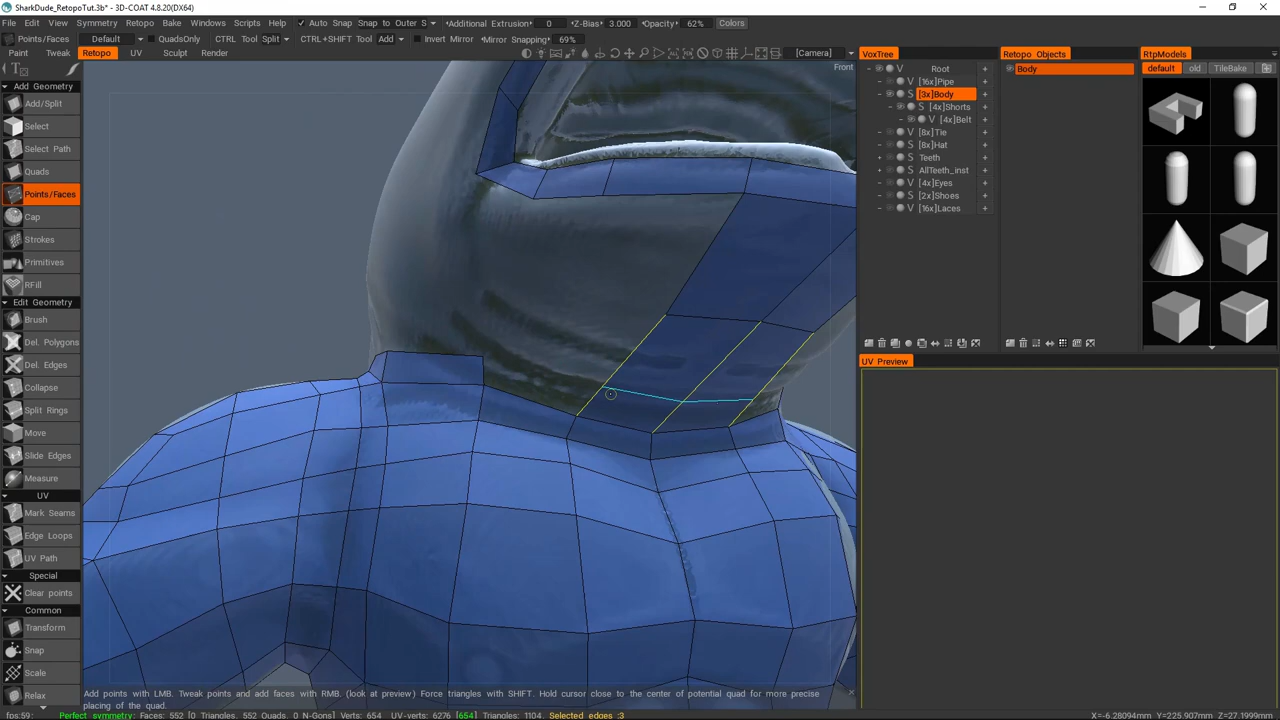 SharkDude_RetopoTut.3b* - 3D-COAT 4.8.20(DX64)
File Edit View Symmetry Retopo Bake Windows Scripts Help Auto Snap Snap to Outer S Additional Extrusion 0 Z-Bias 3.000 Opacity 62% Colors
Points/Faces Default QuadsOnly CTRL Tool Split CTRL+SHIFT Tool Add Invert Mirror Mirror Snapping 69%
Paint Tweak Retopo UV Sculpt Render [Camera]
Front
Add Geometry
Add/Split
Select
Select Path
Quads
Points/Faces
Cap
Strokes
Primitives
RFill
Edit Geometry
Brush
Del. Polygons
Del. Edges
Collapse
Split Rings
Move
Slide Edges
Measure
UV
Mark Seams
Edge Loops
UV Path
Special
Clear points
Common
Transform
Snap
Scale
Relax
VoxTree
V Root
V [16x]Pipe
S [3x]Body
S [4x]Shorts
V [4x]Belt
V [8x]Tie
V [8x]Hat
S Teeth
S AllTeeth_inst
V [4x]Eyes
S [2x]Shoes
V [16x]Laces
Retopo Objects
Body
RtpModels
default old TileBake
UV Preview
Add points with LMB. Tweak points and add faces with RMB. (look at preview) Force triangles with SHIFT. Hold cursor close to the center of potential quad for more precise
placing of the quad.
fps:59; Perfect symmetry: Faces: 552 [0 Triangles, 552 Quads, 0 N-Gons] Verts: 654 UV-verts: 6276 [654] Triangles: 1104. Selected edges :3